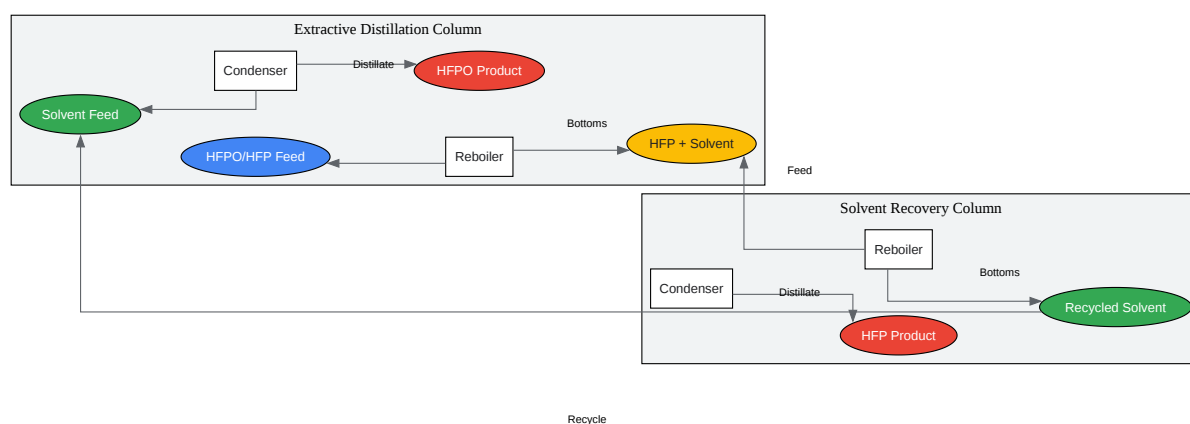 Extractive Distillation Column
Condenser
Distillate
HFPO Product
Solvent Feed
Bottoms
HFPO/HFP Feed
Reboiler
HFP + Solvent
Feed
Solvent Recovery Column
Reboiler
Bottoms
Condenser
Distillate
Recycled Solvent
HFP Product
Recycle